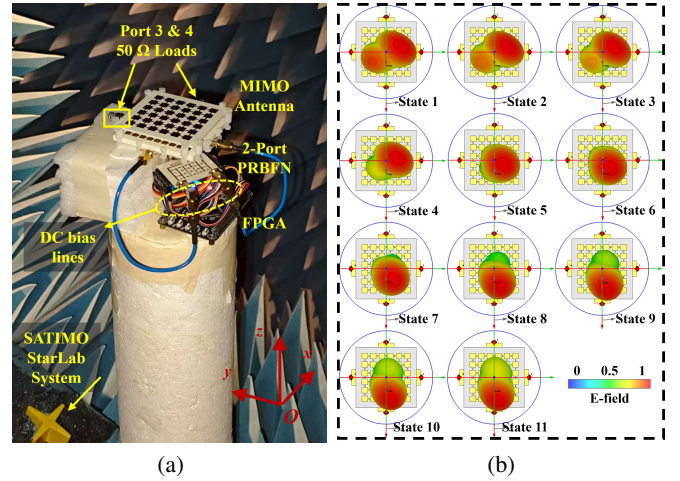 Port 3 & 4
50 Ω Loads
MIMO
Antenna
2-Port
PRBFN
FPGA
DC bias
lines
SATIMO
StarLab
System
z
x
y
O
(a)
State 1
State 2
State 3
State 4
State 5
State 6
State 7
State 8
State 9
State 10
State 11
0 0.5 1
E-field
(b)